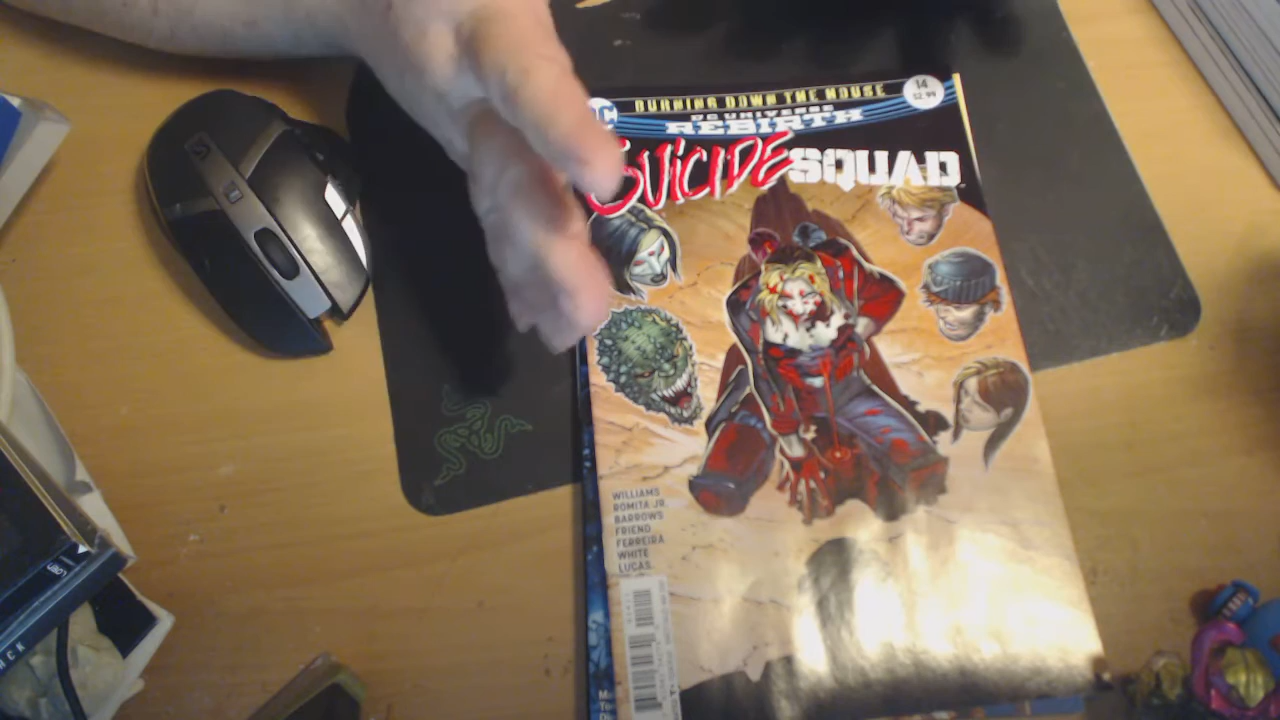 BURNING DOWN THE HOUSE
14
$2.99
DC
DC UNIVERSE
REBIRTH
SUICIDE SQUAD
WILLIAMS
ROMITA JR.
BARROWS
FRIEND
FERREIRA
WHITE
LUCAS